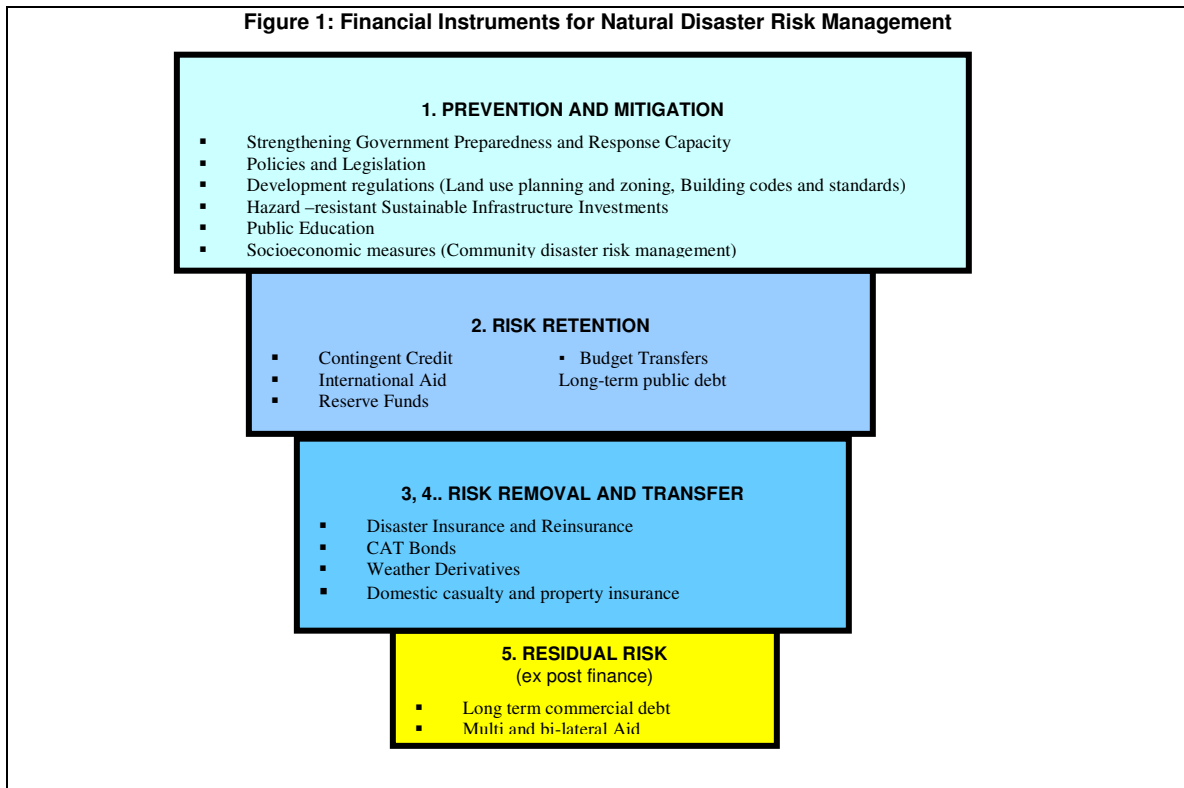 Figure 1: Financial Instruments for Natural Disaster Risk Management
1. PREVENTION AND MITIGATION
▪ Strengthening Government Preparedness and Response Capacity
▪ Policies and Legislation
▪ Development regulations (Land use planning and zoning, Building codes and standards)
▪ Hazard –resistant Sustainable Infrastructure Investments
▪ Public Education
▪ Socioeconomic measures (Community disaster risk management)
2. RISK RETENTION
▪ Contingent Credit
▪ International Aid
▪ Reserve Funds
▪ Budget Transfers
Long-term public debt
3, 4.. RISK REMOVAL AND TRANSFER
▪ Disaster Insurance and Reinsurance
▪ CAT Bonds
▪ Weather Derivatives
▪ Domestic casualty and property insurance
5. RESIDUAL RISK
(ex post finance)
▪ Long term commercial debt
▪ Multi and bi-lateral Aid